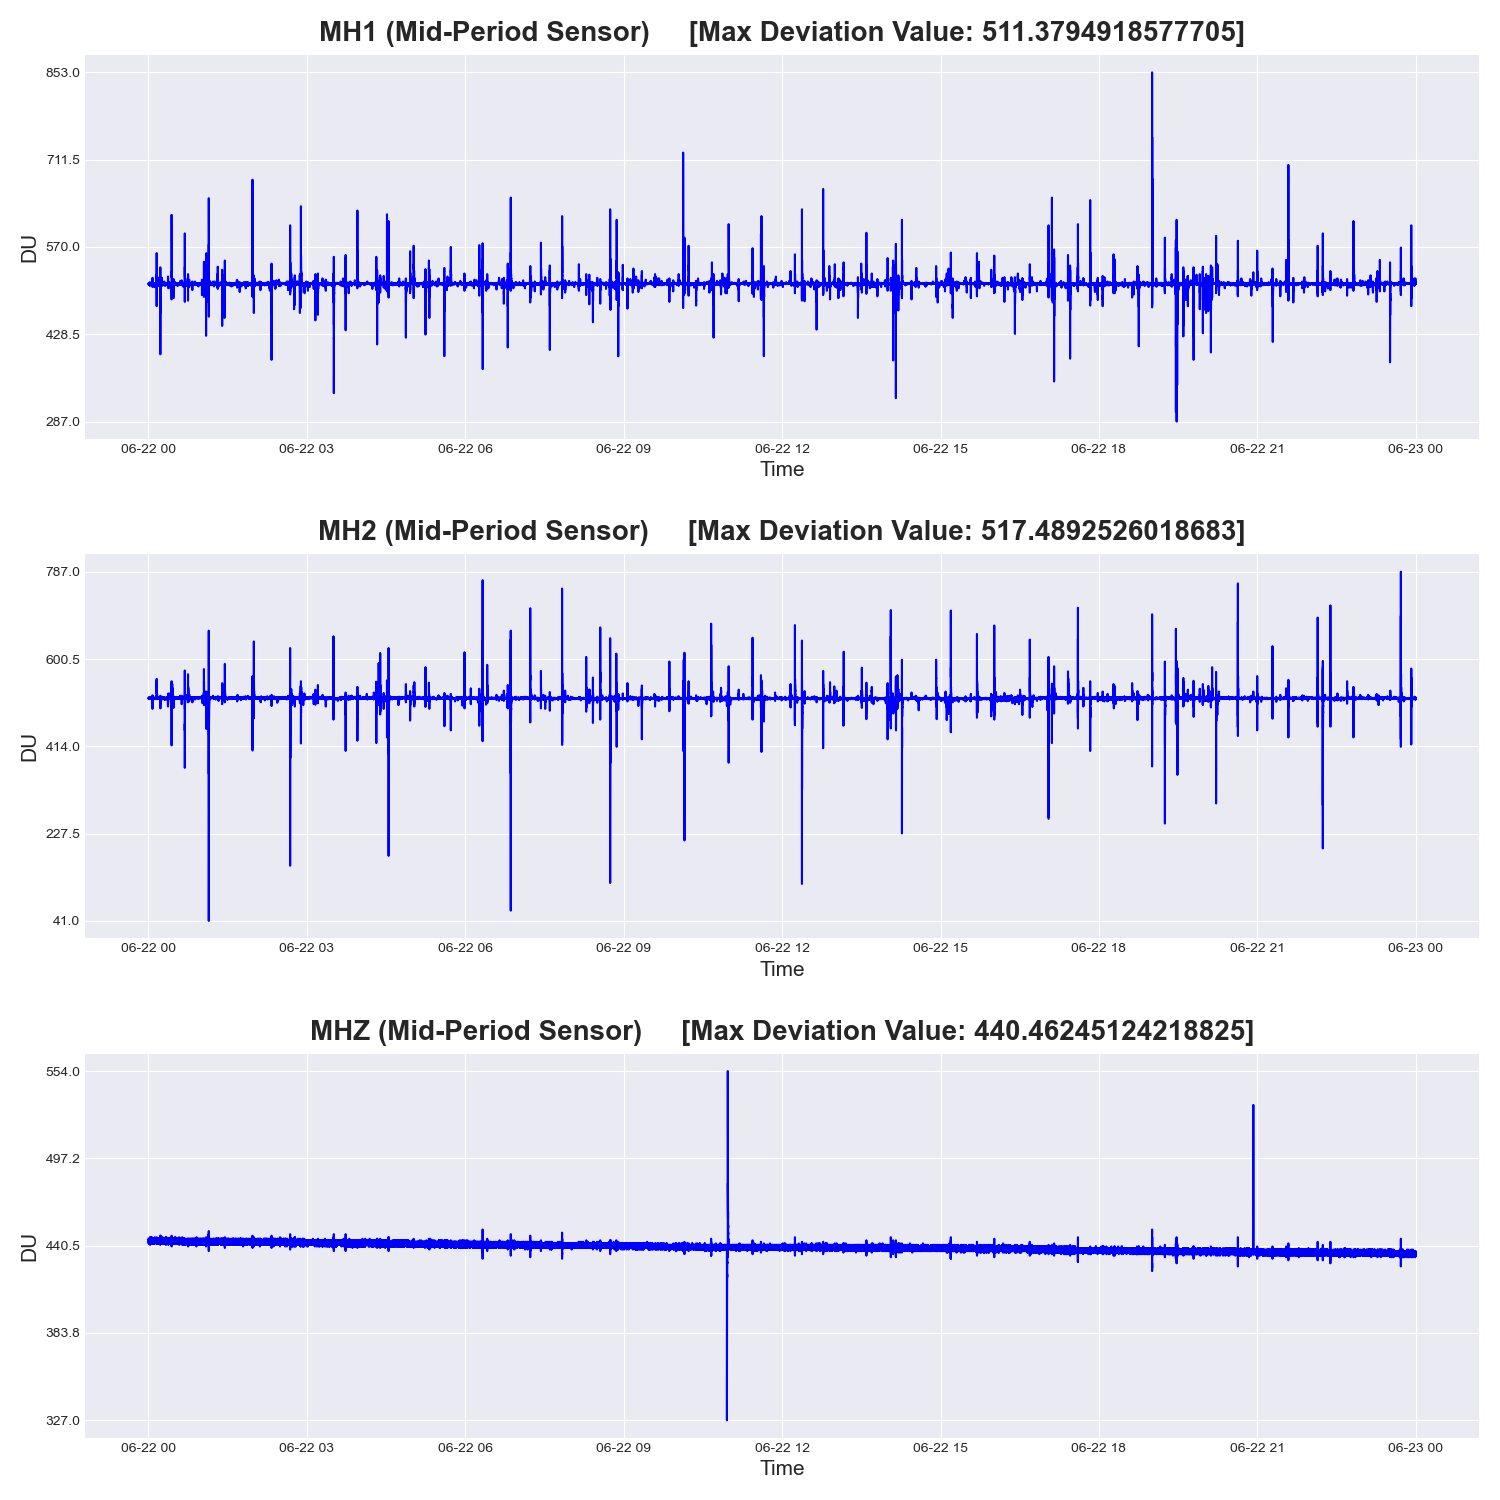 MH1 (Mid-Period Sensor) [Max Deviation Value: 511.3794918577705]
853.0
711.5
570.0
428.5
287.0
DU
06-22 00 06-22 03 06-22 06 06-22 09 06-22 12 06-22 15 06-22 18 06-22 21 06-23 00
Time
MH2 (Mid-Period Sensor) [Max Deviation Value: 517.4892526018683]
787.0
600.5
414.0
227.5
41.0
DU
06-22 00 06-22 03 06-22 06 06-22 09 06-22 12 06-22 15 06-22 18 06-22 21 06-23 00
Time
MHZ (Mid-Period Sensor) [Max Deviation Value: 440.46245124218825]
554.0
497.2
440.5
383.8
327.0
DU
06-22 00 06-22 03 06-22 06 06-22 09 06-22 12 06-22 15 06-22 18 06-22 21 06-23 00
Time